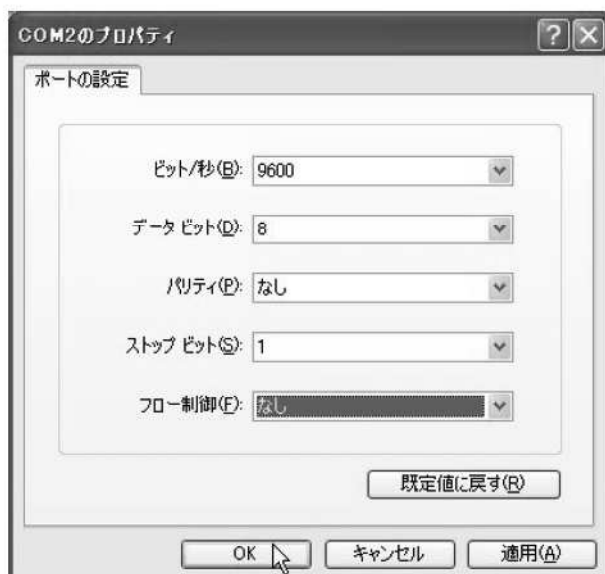 COM2のプロパティ
ポートの設定
ビット/秒(B): 9600
データ ビット(D): 8
パリティ(P): なし
ストップ ビット(S): 1
フロー制御(F): なし
既定値に戻す(R)
OK キャンセル 適用(A)